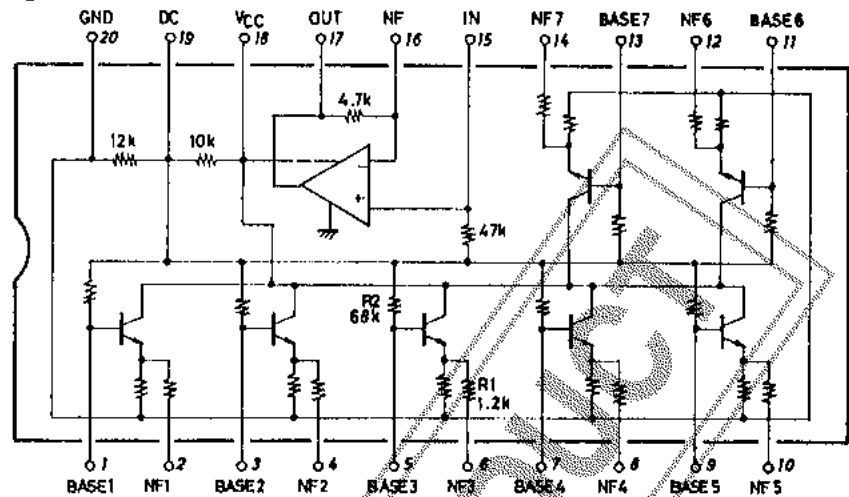 GND DC VCC OUT NF IN NF7 BASE7 NF6 BASE6
20 19 18 17 16 15 14 13 12 11
4.7k
12k 10k
-
+
47k
R2
68k
R1
1.2k
1 2 3 4 5 6 7 8 9 10
BASE1 NF1 BASE2 NF2 BASE3 NF3 BASE4 NF4 BASE5 NF5
UCT